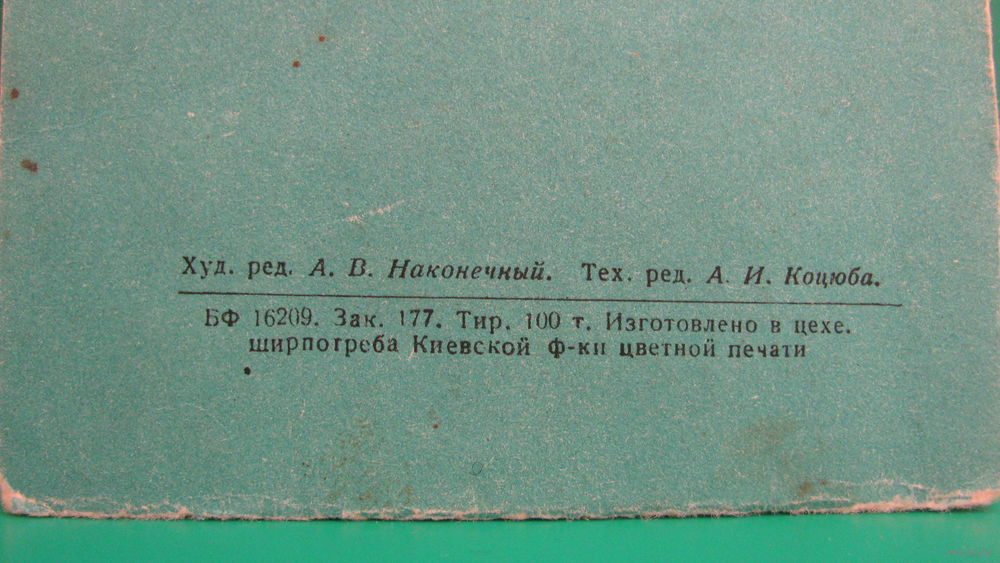 Худ. ред. А. В. Наконечный. Тех. ред. А. И. Коцюба.
БФ 16209. Зак. 177. Тир. 100 т. Изготовлено в цехе.
ширпотреба Киевской ф-ки цветной печати